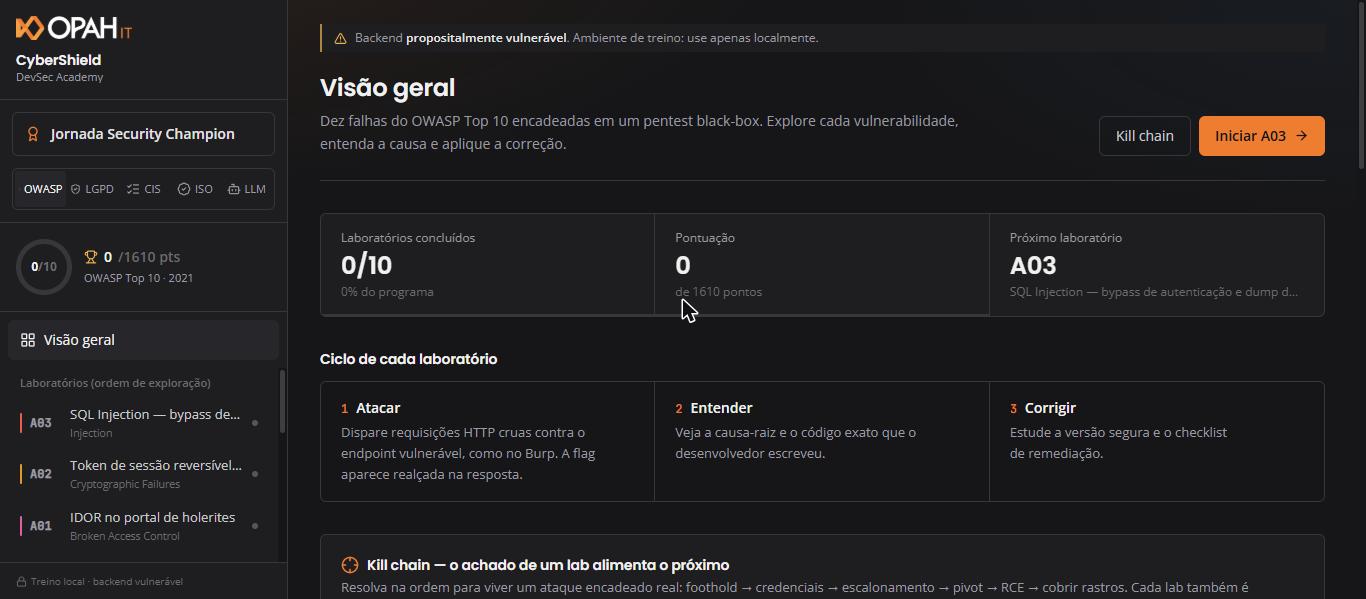 OPAH IT
CyberShield
DevSec Academy
Jornada Security Champion
OWASP LGPD CIS ISO LLM
0/10
0 /1610 pts
OWASP Top 10 · 2021
Visão geral
Laboratórios (ordem de exploração)
A03 SQL Injection — bypass de...
Injection
A02 Token de sessão reversível...
Cryptographic Failures
A01 IDOR no portal de holerites
Broken Access Control
Treino local · backend vulnerável
Backend propositalmente vulnerável. Ambiente de treino: use apenas localmente.
Visão geral
Dez falhas do OWASP Top 10 encadeadas em um pentest black-box. Explore cada vulnerabilidade,
entenda a causa e aplique a correção.
Kill chain
Iniciar A03 →
Laboratórios concluídos
0/10
0% do programa
Pontuação
0
de 1610 pontos
Próximo laboratório
A03
SQL Injection — bypass de autenticação e dump d...
Ciclo de cada laboratório
1 Atacar
Dispare requisições HTTP cruas contra o
endpoint vulnerável, como no Burp. A flag
aparece realçada na resposta.
2 Entender
Veja a causa-raiz e o código exato que o
desenvolvedor escreveu.
3 Corrigir
Estude a versão segura e o checklist
de remediação.
Kill chain — o achado de um lab alimenta o próximo
Resolva na ordem para viver um ataque encadeado real: foothold → credenciais → escalonamento → pivot → RCE → cobrir rastros. Cada lab também é